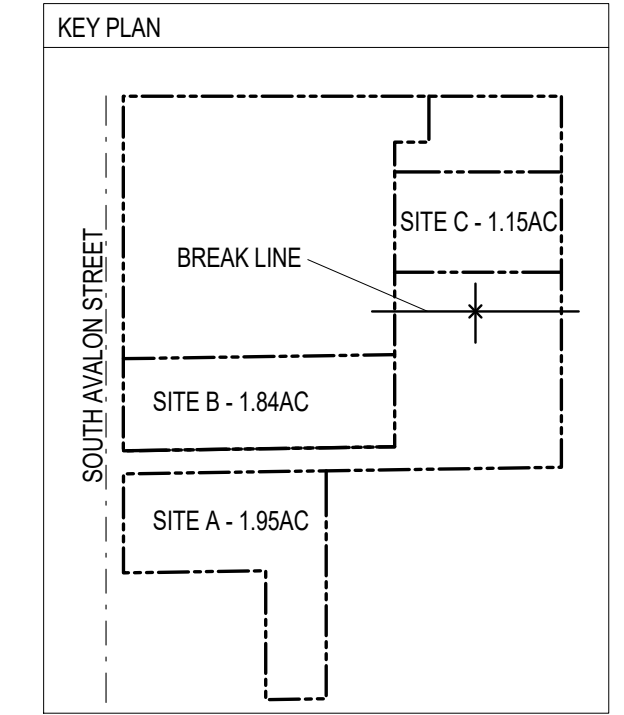 KEY PLAN
SITE C - 1.15AC
BREAK LINE
SOUTH AVALON STREET
SITE B - 1.84AC
SITE A - 1.95AC